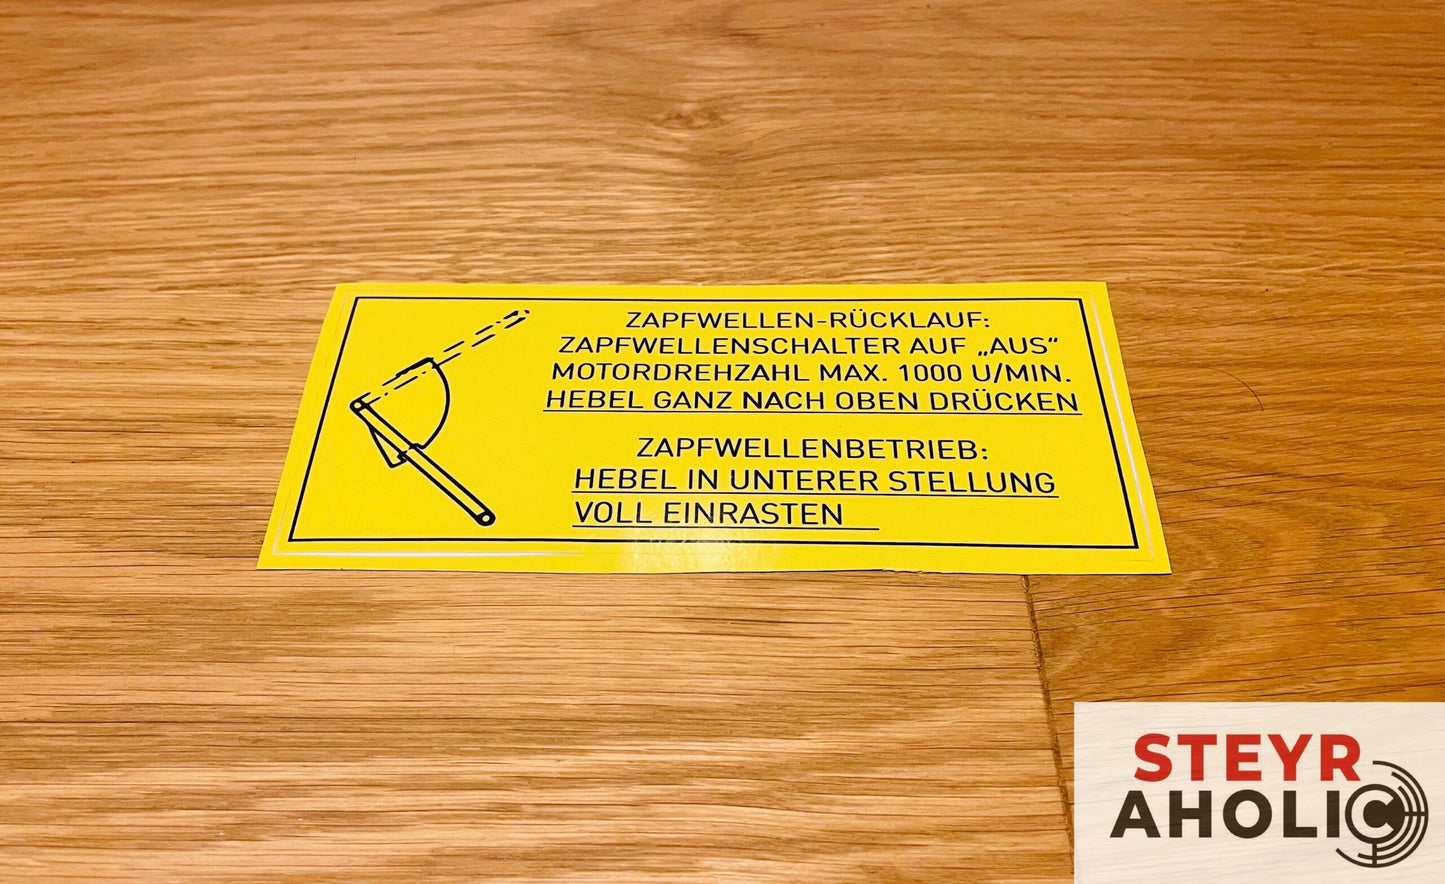 ZAPFWELLEN-RÜCKLAUF:
ZAPFWELLENSCHALTER AUF „AUS”
MOTORDREHZAHL MAX. 1000 U/MIN.
HEBEL GANZ NACH OBEN DRÜCKEN
ZAPFWELLENBETRIEB:
HEBEL IN UNTERER STELLUNG
VOLL EINRASTEN
STEYR
AHOLIC